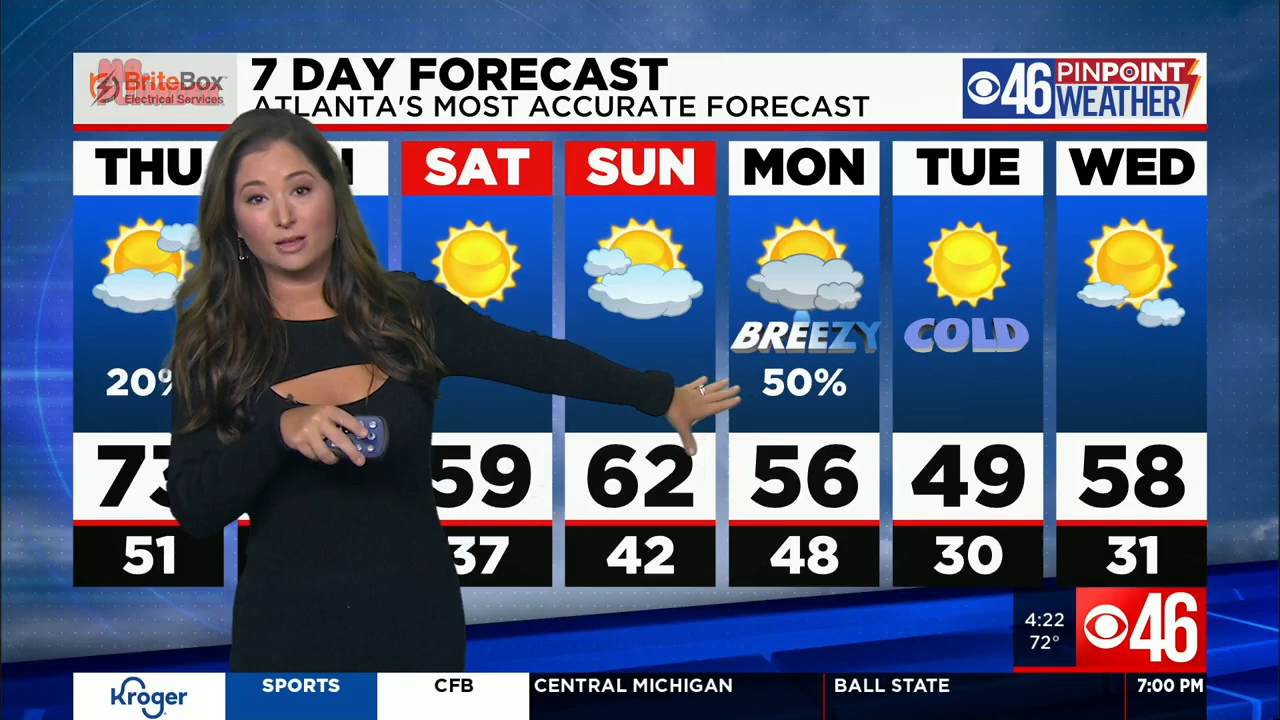 BriteBox
Electrical Services
7 DAY FORECAST
ATLANTA'S MOST ACCURATE FORECAST
46 PINPOINT
WEATHER
THU SAT SUN MON TUE WED
BREEZY COLD
20% 50%
73 59 62 56 49 58
51 37 42 48 30 31
4:22
72°
46
Kroger SPORTS CFB CENTRAL MICHIGAN BALL STATE 7:00 PM